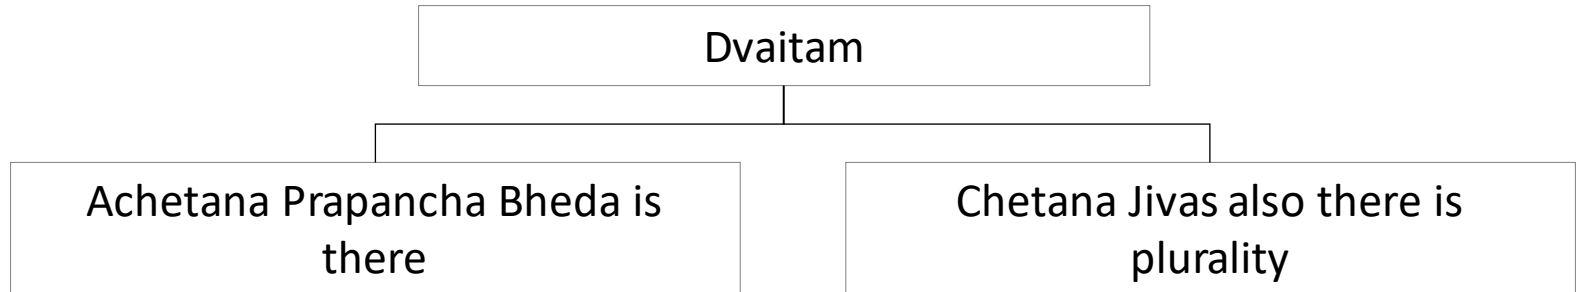 Dvaitam
Achetana Prapancha Bheda is
there
Chetana Jivas also there is
plurality